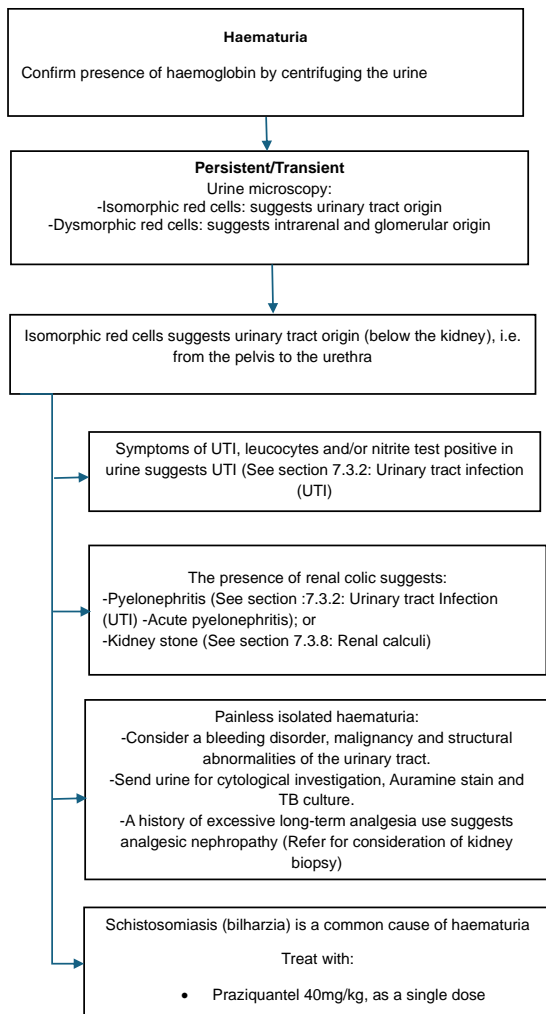 Haematuria
Confirm presence of haemoglobin by centrifuging the urine
Persistent/Transient
Urine microscopy:
-Isomorphic red cells: suggests urinary tract origin
-Dysmorphic red cells: suggests intrarenal and glomerular origin
Isomorphic red cells suggests urinary tract origin (below the kidney), i.e.
from the pelvis to the urethra
Symptoms of UTI, leucocytes and/or nitrite test positive in
urine suggests UTI (See section 7.3.2: Urinary tract infection
(UTI)
The presence of renal colic suggests:
-Pyelonephritis (See section :7.3.2: Urinary tract Infection
(UTI) -Acute pyelonephritis); or
-Kidney stone (See section 7.3.8: Renal calculi)
Painless isolated haematuria:
-Consider a bleeding disorder, malignancy and structural
abnormalities of the urinary tract.
-Send urine for cytological investigation, Auramine stain and
TB culture.
-A history of excessive long-term analgesia use suggests
analgesic nephropathy (Refer for consideration of kidney
biopsy)
Schistosomiasis (bilharzia) is a common cause of haematuria
Treat with:
• Praziquantel 40mg/kg, as a single dose